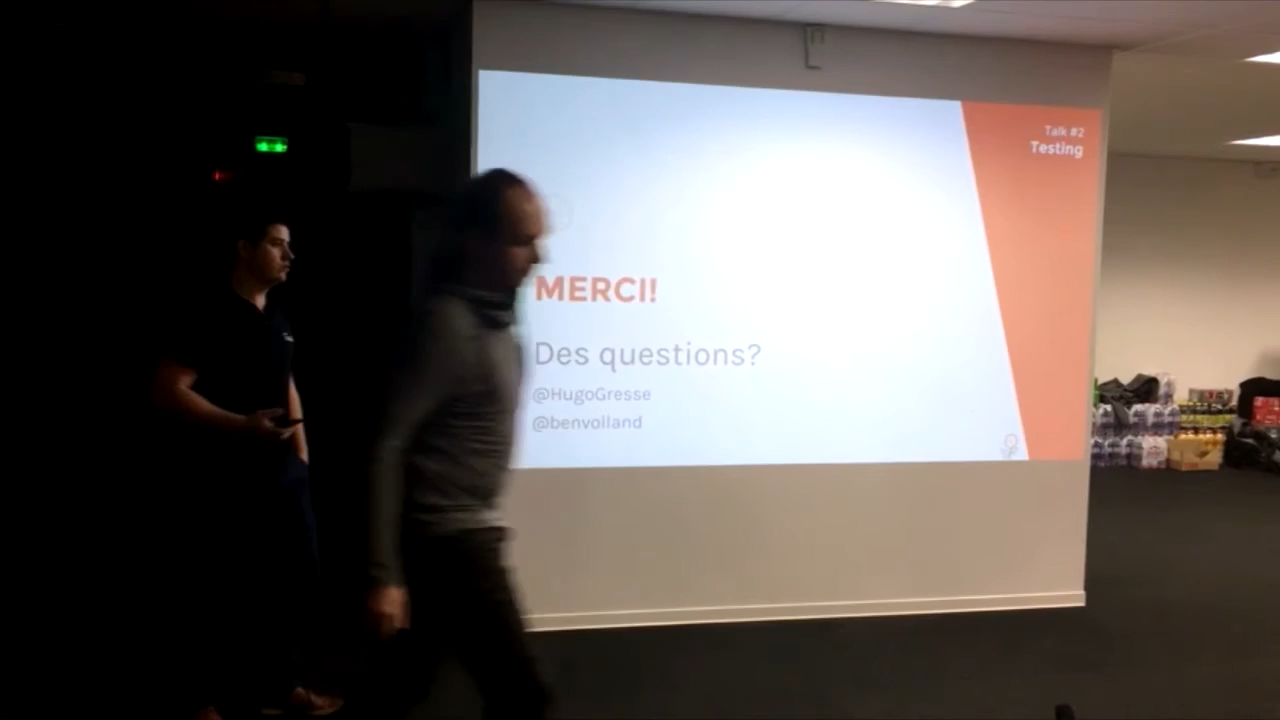 Talk #2
Testing
MERCI!
Des questions?
@HugoGresse
@benvolland